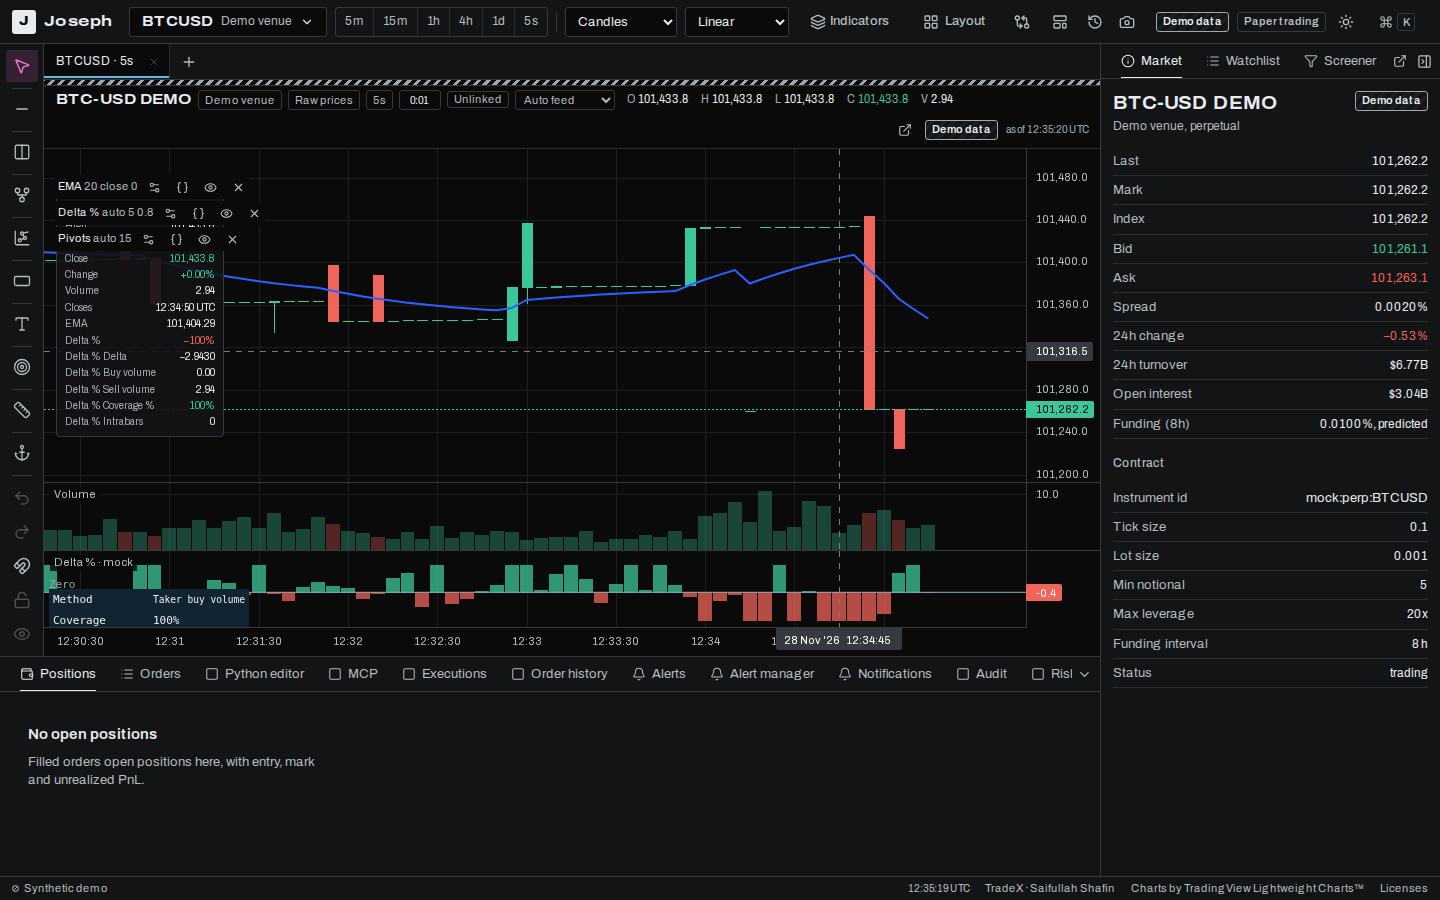 J Joseph BTCUSD Demo venue 5m 15m 1h 4h 1d 5s Candles Linear Indicators Layout Demo data Paper trading ⌘ K
BTCUSD · 5s
Market Watchlist Screener
BTC-USD DEMO Demo venue Raw prices 5s 0:01 Unlinked Auto feed O 101,433.8 H 101,433.8 L 101,433.8 C 101,433.8 V 2.94
Demo data as of 12:35:20 UTC
EMA 20 close 0
Delta % auto 5 0.8
Pivots auto 15
Close 101,433.8
Change +0.00%
Volume 2.94
Closes 12:34:50 UTC
EMA 101,404.29
Delta % −100%
Delta % Delta −2.9430
Delta % Buy volume 0.00
Delta % Sell volume 2.94
Delta % Coverage % 100%
Delta % Intrabars 0
101,480.0
101,440.0
101,400.0
101,360.0
101,316.5
101,280.0
101,262.2
101,240.0
101,200.0
Volume
10.0
Delta % · mock
Zero
-0.4
Method Taker buy volume
Coverage 100%
12:30:30 12:31 12:31:30 12:32 12:32:30 12:33 12:33:30 12:34 28 Nov '26 12:34:45
BTC-USD DEMO Demo data
Demo venue, perpetual
Last 101,262.2
Mark 101,262.2
Index 101,262.2
Bid 101,261.1
Ask 101,263.1
Spread 0.0020%
24h change −0.53%
24h turnover $6.77B
Open interest $3.04B
Funding (8h) 0.0100%, predicted
Contract
Instrument id mock:perp:BTCUSD
Tick size 0.1
Lot size 0.001
Min notional 5
Max leverage 20x
Funding interval 8h
Status trading
Positions Orders Python editor MCP Executions Order history Alerts Alert manager Notifications Audit
No open positions
Filled orders open positions here, with entry, mark
and unrealized PnL.
Synthetic demo 12:35:19 UTC TradeX · Saifullah Shafin Charts by TradingView Lightweight Charts™ Licenses